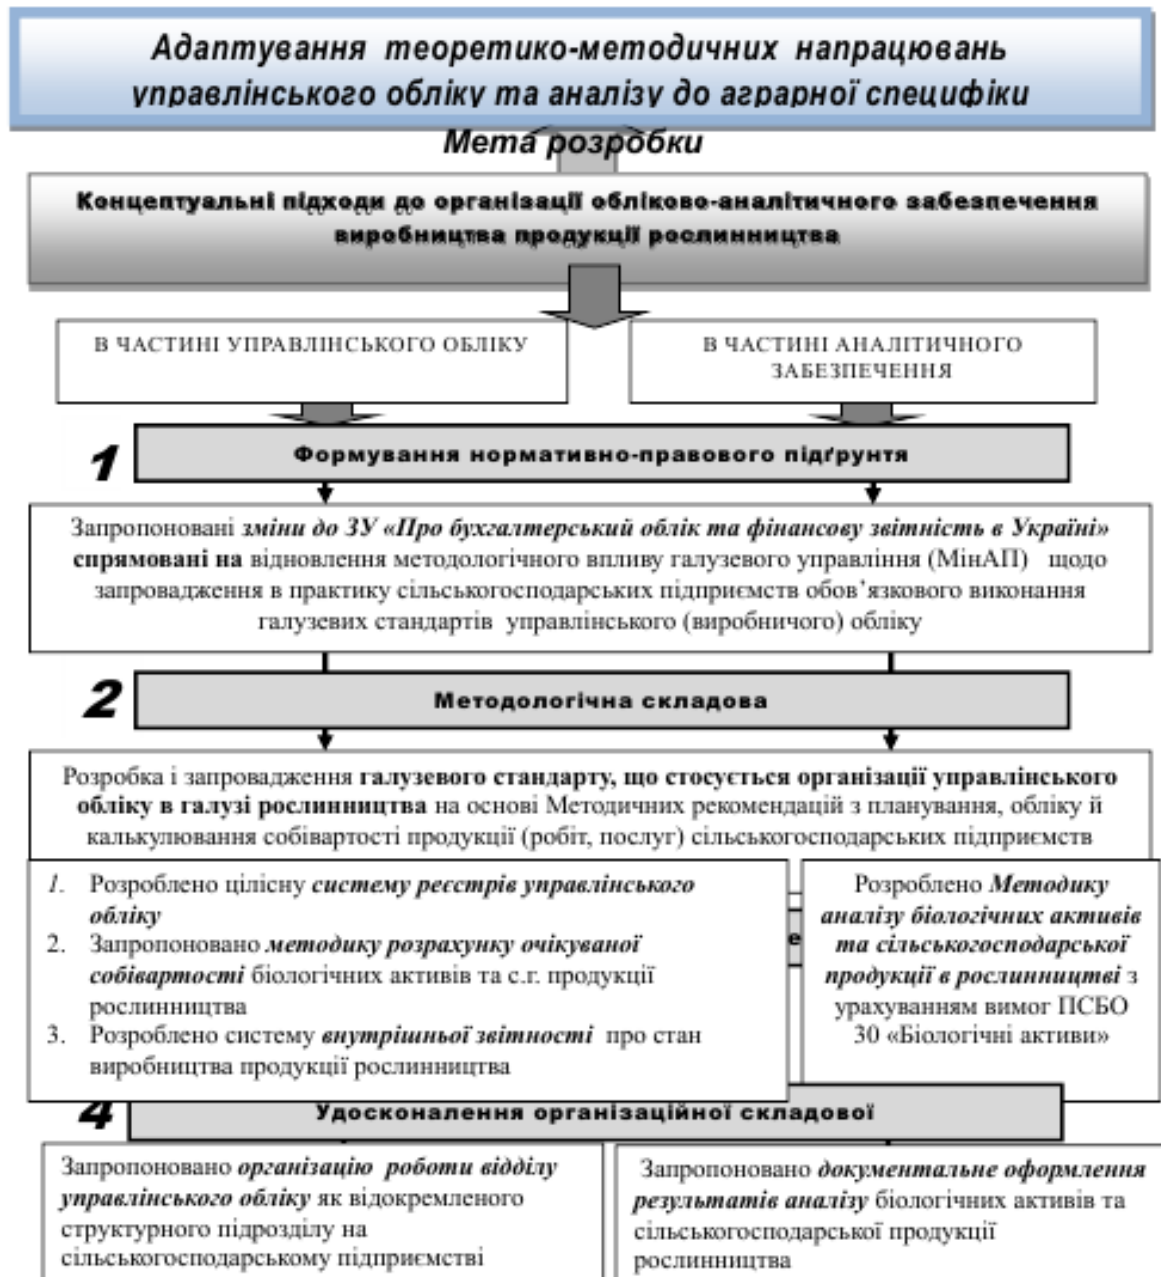 Адаптування теоретико-методичних напрацювань
управлінського обліку та аналізу до аграрної специфіки
Мета розробки
Концептуальні підходи до організації обліково-аналітичного забезпечення
виробництва продукції рослинництва
В ЧАСТИНІ УПРАВЛІНСЬКОГО ОБЛІКУ
В ЧАСТИНІ АНАЛІТИЧНОГО
ЗАБЕЗПЕЧЕННЯ
1
Формування нормативно-правового підґрунтя
Запропоновані зміни до ЗУ «Про бухгалтерський облік та фінансову звітність в Україні»
спрямовані на відновлення методологічного впливу галузевого управління (МінАП) щодо
запровадження в практику сільськогосподарських підприємств обов’язкового виконання
галузевих стандартів управлінського (виробничого) обліку
2
Методологічна складова
Розробка і запровадження галузевого стандарту, що стосується організації управлінського
обліку в галузі рослинництва на основі Методичних рекомендацій з планування, обліку й
калькулювання собівартості продукції (робіт, послуг) сільськогосподарських підприємств
1. Розроблено цілісну систему реєстрів управлінського
обліку
2. Запропоновано методику розрахунку очікуваної
собівартості біологічних активів та с.г. продукції
рослинництва
3. Розроблено систему внутрішньої звітності про стан
виробництва продукції рослинництва
е
Розроблено Методику
аналізу біологічних активів
та сільськогосподарської
продукції в рослинництві з
урахуванням вимог ПСБО
30 «Біологічні активи»
4
Удосконалення організаційної складової
Запропоновано організацію роботи відділу
управлінського обліку як відокремленого
структурного підрозділу на
сільськогосподарському підприємстві
Запропоновано документальне оформлення
результатів аналізу біологічних активів та
сільськогосподарської продукції
рослинництва